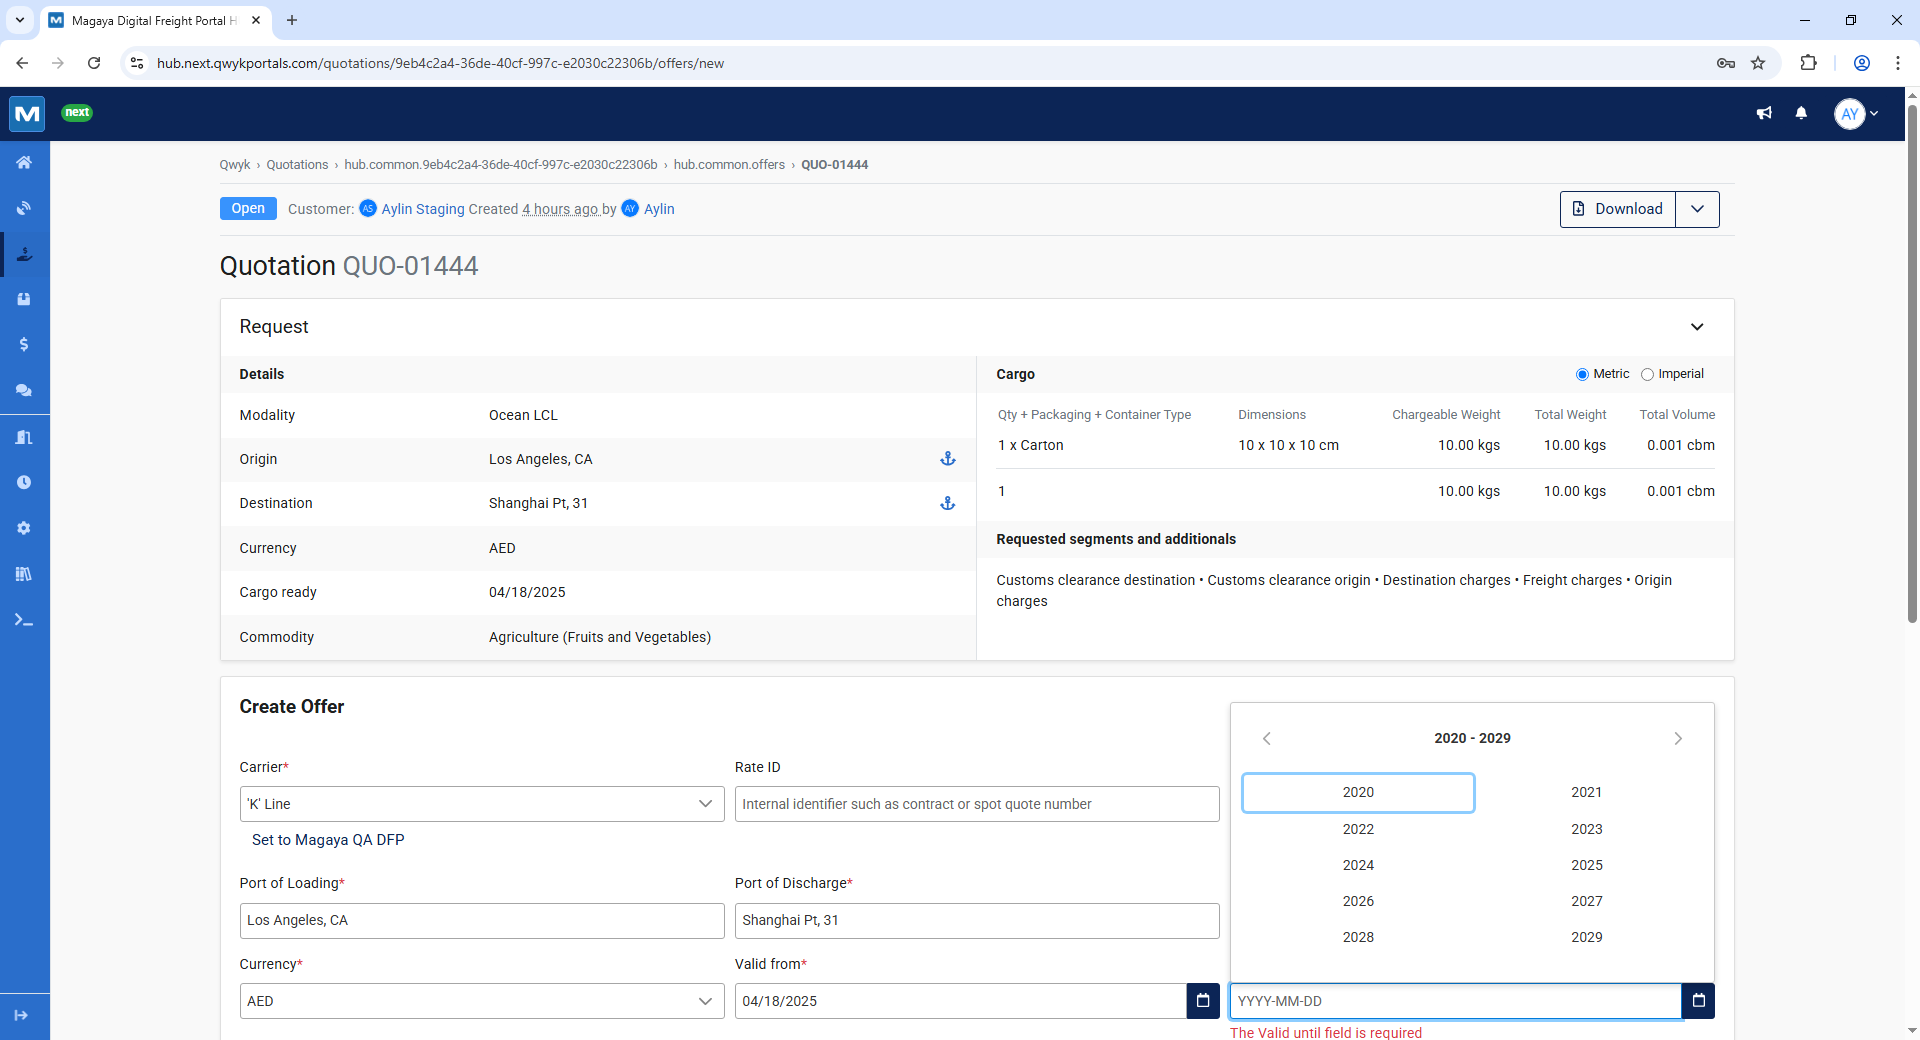 Magaya Digital Freight Portal H
hub.next.qwykportals.com/quotations/9eb4c2a4-36de-40cf-997c-e2030c22306b/offers/new
next
AY
Qwyk › Quotations › hub.common.9eb4c2a4-36de-40cf-997c-e2030c22306b › hub.common.offers › QUO-01444
Open Customer: AS Aylin Staging Created 4 hours ago by AY Aylin
Download
Quotation QUO-01444
Request
Details
Modality Ocean LCL
Origin Los Angeles, CA
Destination Shanghai Pt, 31
Currency AED
Cargo ready 04/18/2025
Commodity Agriculture (Fruits and Vegetables)
Cargo Metric Imperial
Qty + Packaging + Container Type Dimensions Chargeable Weight Total Weight Total Volume
1 x Carton 10 x 10 x 10 cm 10.00 kgs 10.00 kgs 0.001 cbm
1 10.00 kgs 10.00 kgs 0.001 cbm
Requested segments and additionals
Customs clearance destination • Customs clearance origin • Destination charges • Freight charges • Origin
charges
Create Offer
Carrier* Rate ID
'K' Line Internal identifier such as contract or spot quote number
Set to Magaya QA DFP
Port of Loading* Port of Discharge*
Los Angeles, CA Shanghai Pt, 31
Currency* Valid from*
AED 04/18/2025
2020 - 2029
2020 2021
2022 2023
2024 2025
2026 2027
2028 2029
YYYY-MM-DD
The Valid until field is required